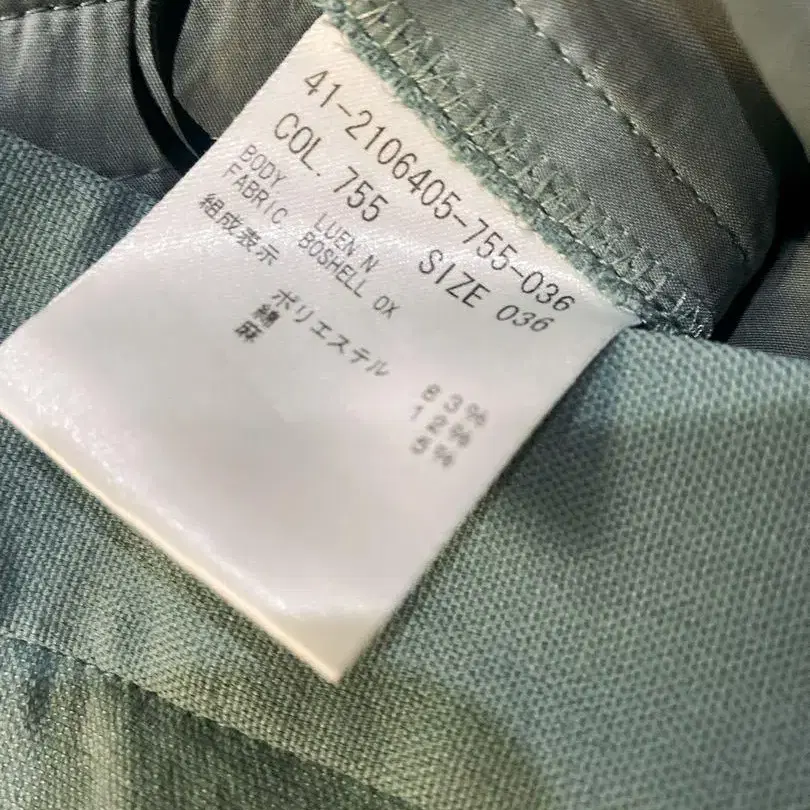 41-2106405-755-036
COL. 755 SIZE 036
BODY LUEN N
FABRIC BOSHELL OX
組成表示
ポリエステル 83%
綿 12%
麻 5%